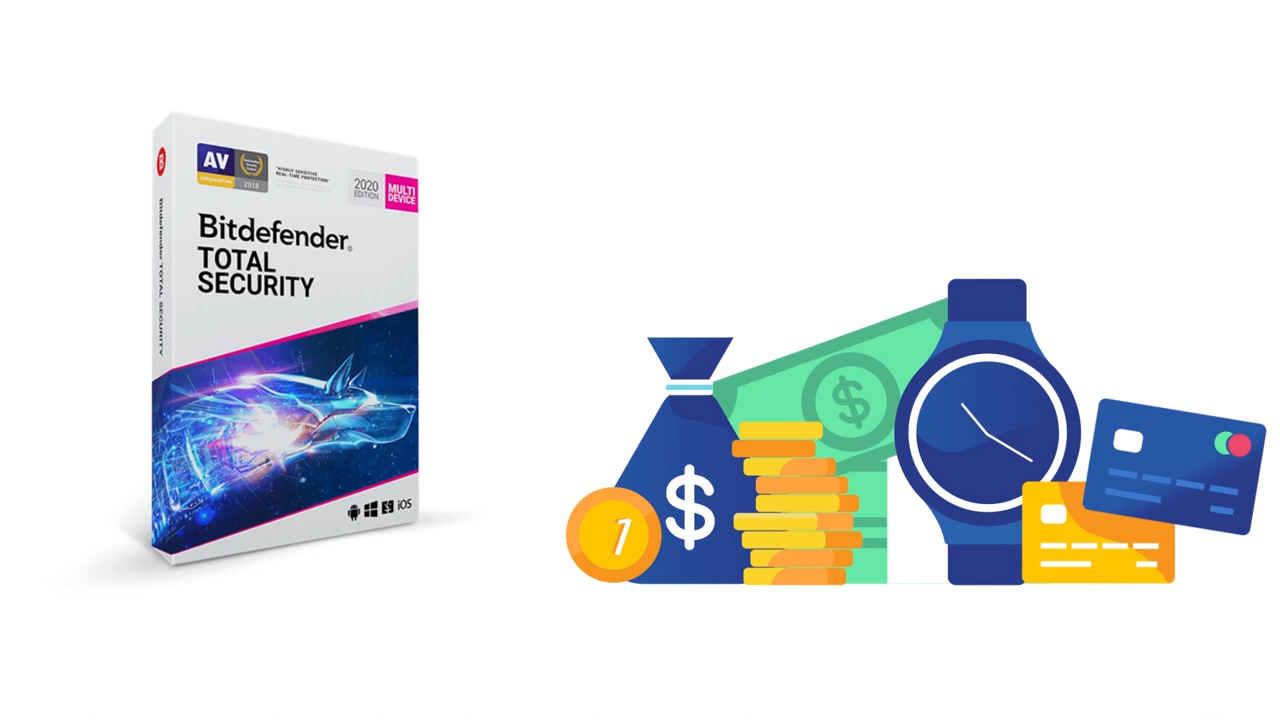 AV
comparatives
2018
"HIGHLY SENSITIVE
REAL-TIME PROTECTION"
2020
EDITION
MULTI
DEVICE
Bitdefender®
TOTAL
SECURITY
Bitdefender TOTAL SECURITY
iOS
$
$
1